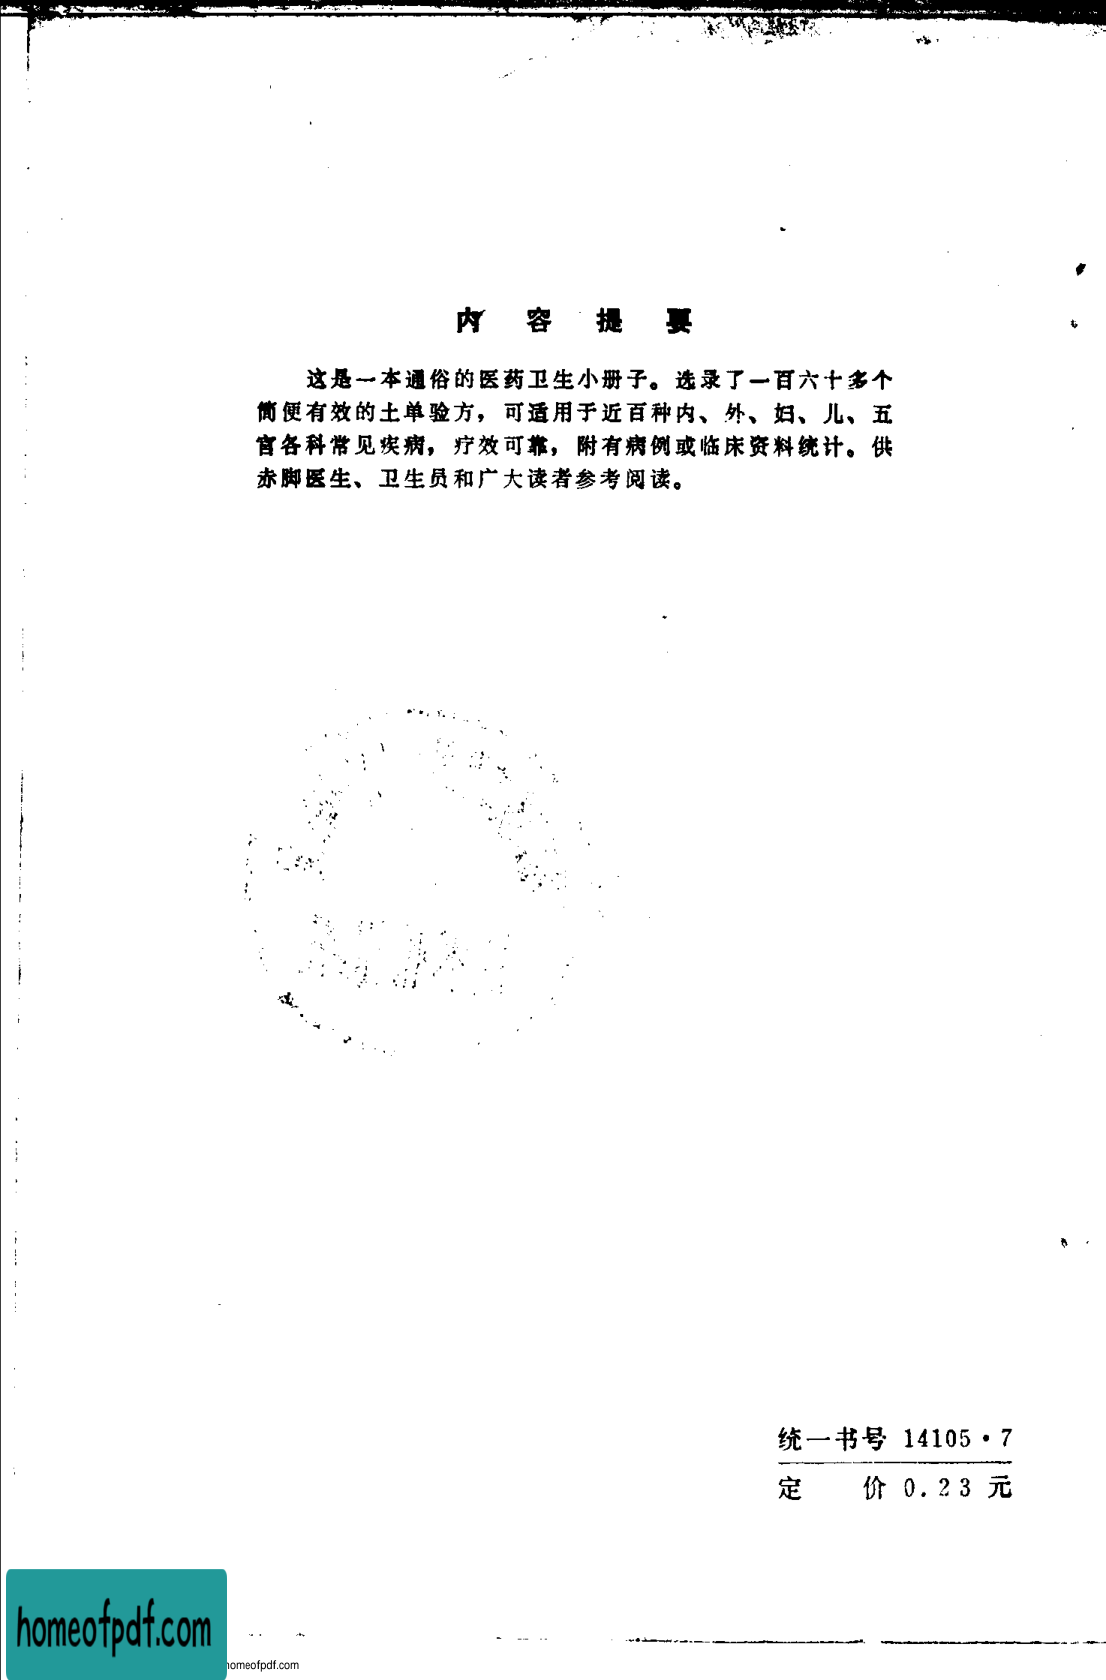 内容提要
这是一本通俗的医药卫生小册子。选录了一百六十多个
简便有效的土单验方，可适用于近百种内、外、妇、儿、五
官各科常见疾病，疗效可靠，附有病例或临床资料统计。供
赤脚医生、卫生员和广大读者参考阅读。
统一书号 14105·7
定 价 0.23 元
homeofpdf.com
homeofpdf.com